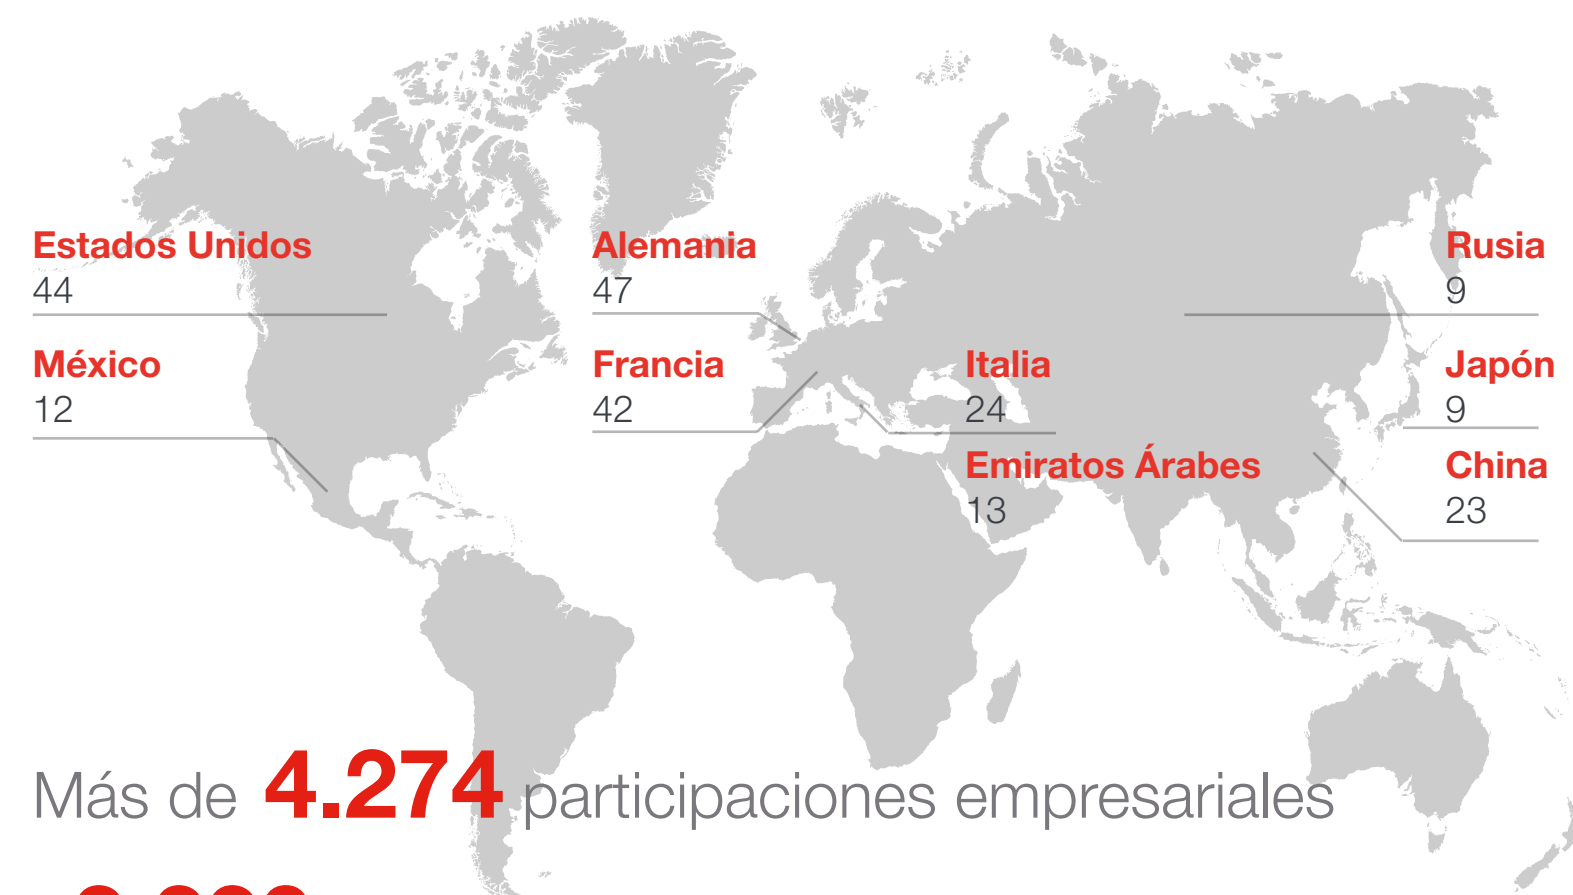 Estados Unidos
44
México
12
Alemania
47
Francia
42
Italia
24
Emiratos Árabes
13
Rusia
9
Japón
9
China
23
Más de 4.274 participaciones empresariales